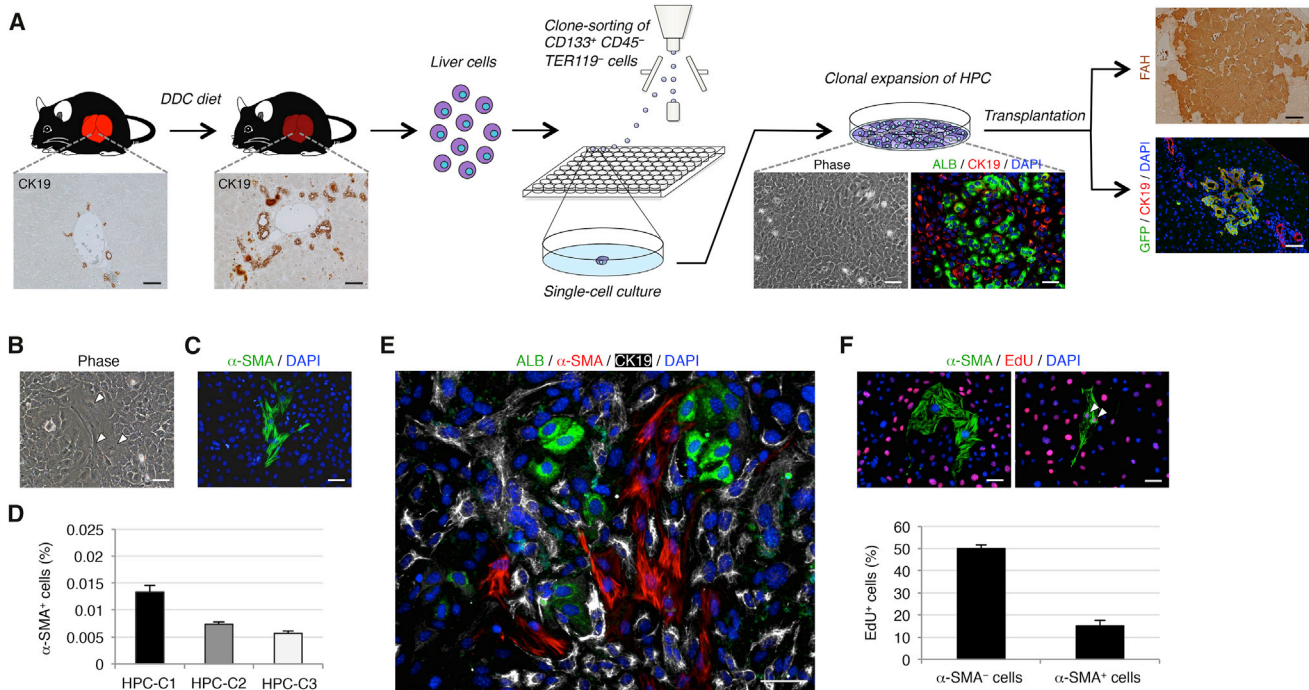 A
DDC diet
Liver cells
Clone-sorting of
CD133⁺ CD45⁻
TER119⁻ cells
Single-cell culture
Clonal expansion of HPC
Transplantation
CK19
CK19
Phase
ALB / CK19 / DAPI
FAH
GFP / CK19 / DAPI
B
Phase
C
α-SMA / DAPI
D
α-SMA⁺ cells (%)
0.025
0.02
0.015
0.01
0.005
0
HPC-C1 HPC-C2 HPC-C3
E
ALB / α-SMA / CK19 / DAPI
F
α-SMA / EdU / DAPI
EdU⁺ cells (%)
60
50
40
30
20
10
0
α-SMA⁻ cells α-SMA⁺ cells